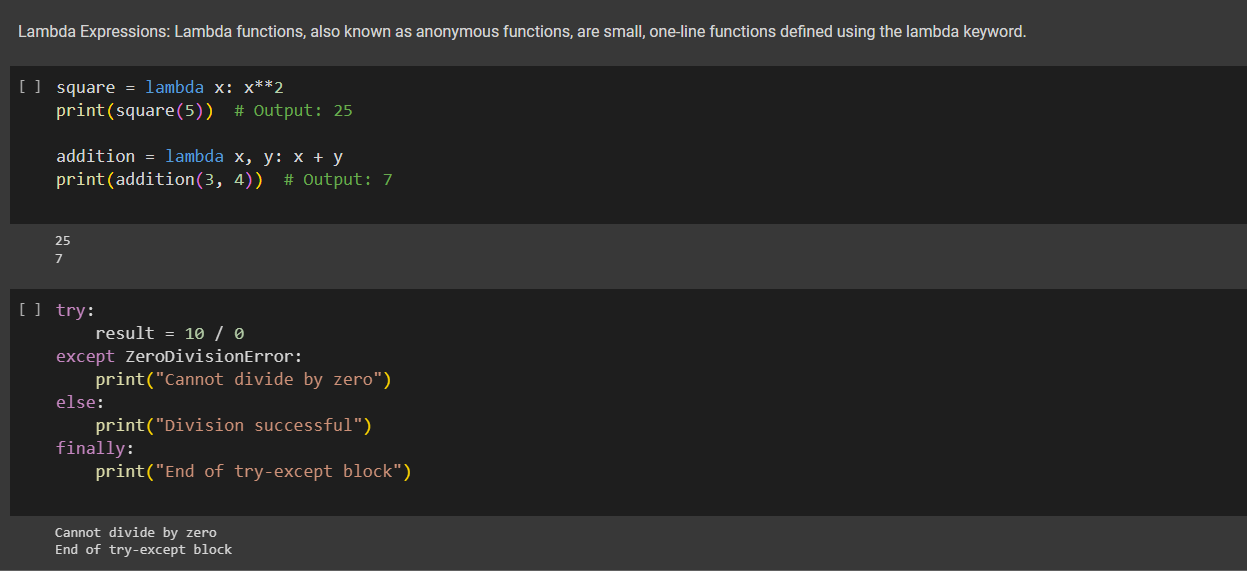 Lambda Expressions: Lambda functions, also known as anonymous functions, are small, one-line functions defined using the lambda keyword.
[ ] square = lambda x: x**2
print(square(5))  # Output: 25
addition = lambda x, y: x + y
print(addition(3, 4))  # Output: 7
25
7
[ ] try:
    result = 10 / 0
except ZeroDivisionError:
    print("Cannot divide by zero")
else:
    print("Division successful")
finally:
    print("End of try-except block")
Cannot divide by zero
End of try-except block